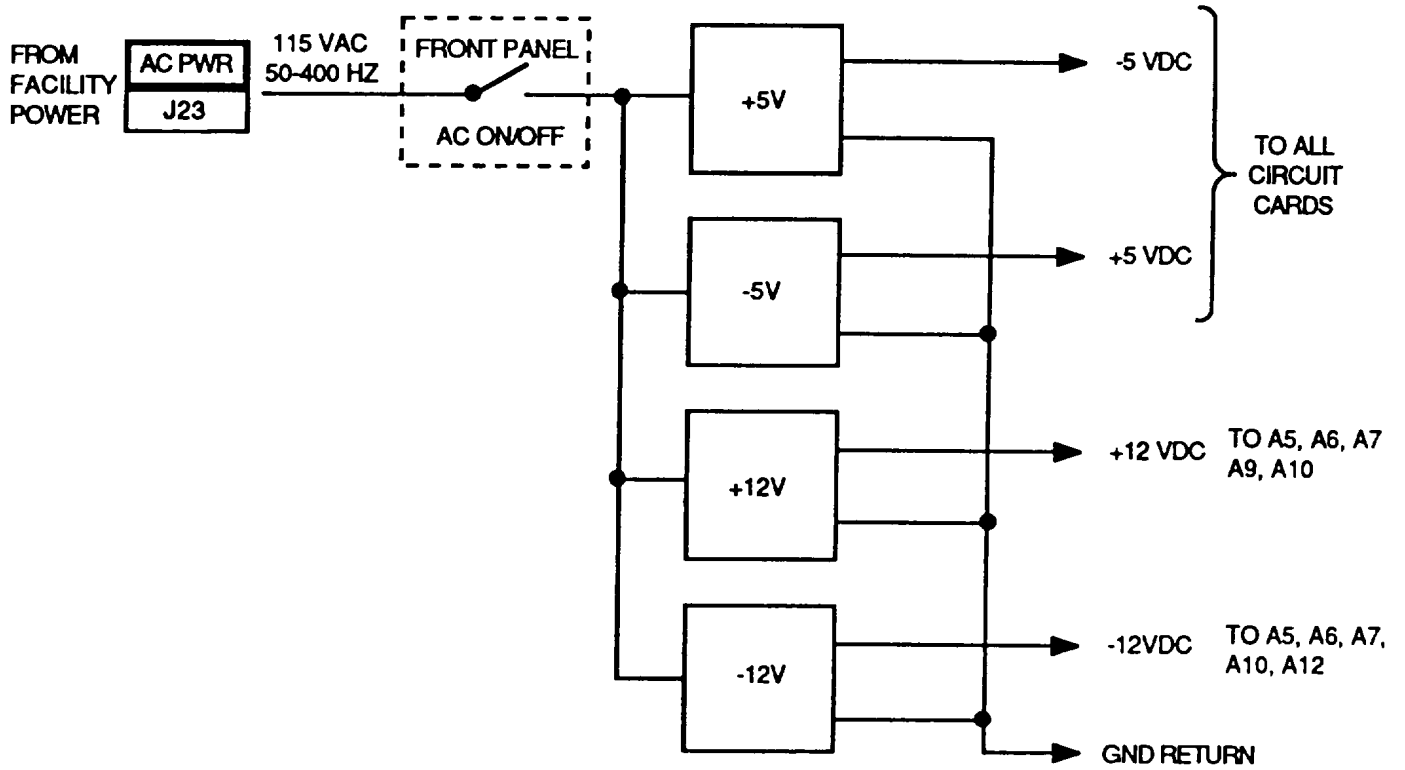 FROM
FACILITY
POWER
AC PWR
J23
115 VAC
50-400 HZ
FRONT PANEL
AC ON/OFF
+5V
-5 VDC
TO ALL
CIRCUIT
CARDS
-5V
+5 VDC
+12V
+12 VDC
TO A5, A6, A7
A9, A10
-12V
-12VDC
TO A5, A6, A7,
A10, A12
GND RETURN